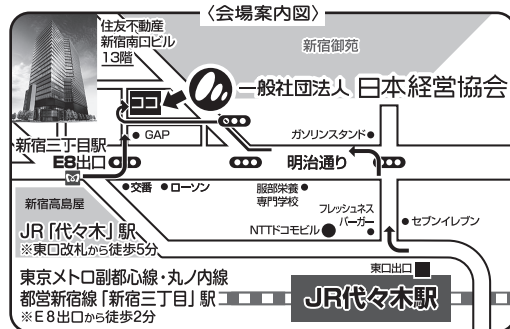 〈会場案内図〉
住友不動産
新宿南口ビル
13階
新宿御苑
ココ
一般社団法人 日本経営協会
GAP
ガソリンスタンド
新宿三丁目駅
E8出口
明治通り
交番
ローソン
服部栄養
専門学校
新宿高島屋
フレッシュネス
バーガー
セブンイレブン
NTTドコモビル
JR「代々木」駅
※東口改札から徒歩5分
東口出口
東京メトロ副都心線・丸ノ内線
都営新宿線「新宿三丁目」駅
※E8出口から徒歩2分
JR代々木駅